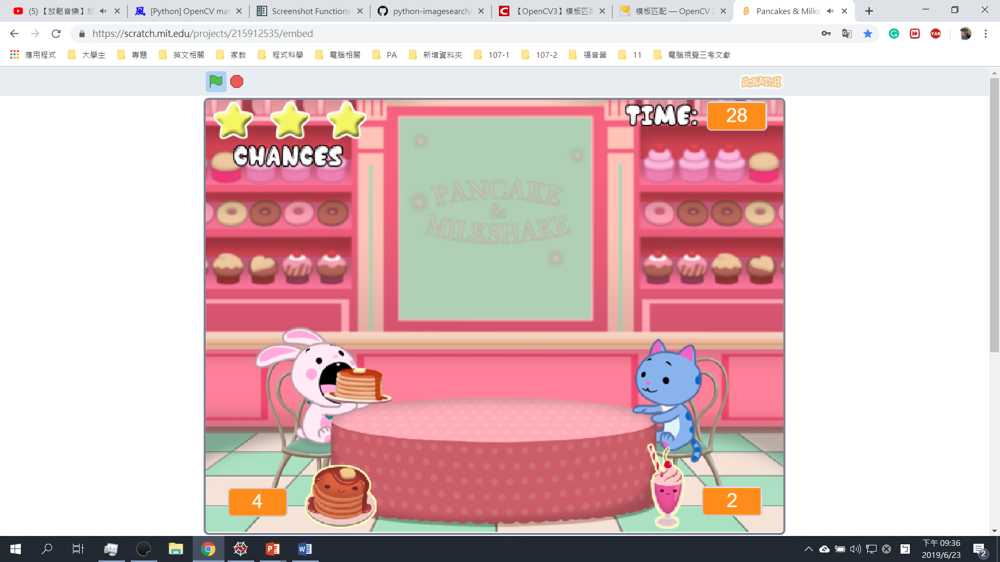 (5)【放鬆音樂】放
[Python] OpenCV mat
Screenshot Functions
python-imagesearch/
【OpenCV3】模板匹配
模板匹配 — OpenCV 2
Pancakes & Milks
https://scratch.mit.edu/projects/215912535/embed
應用程式
大學生
專題
英文相關
家教
程式科學
電腦相關
PA
新增資料夾
107-1
107-2
福音營
11
電腦視覺三考文獻
SCRATCH
TIME:
28
CHANCES
PANCAKE
&
MILKSHAKE
4
2
下午 09:36
2019/6/23
2